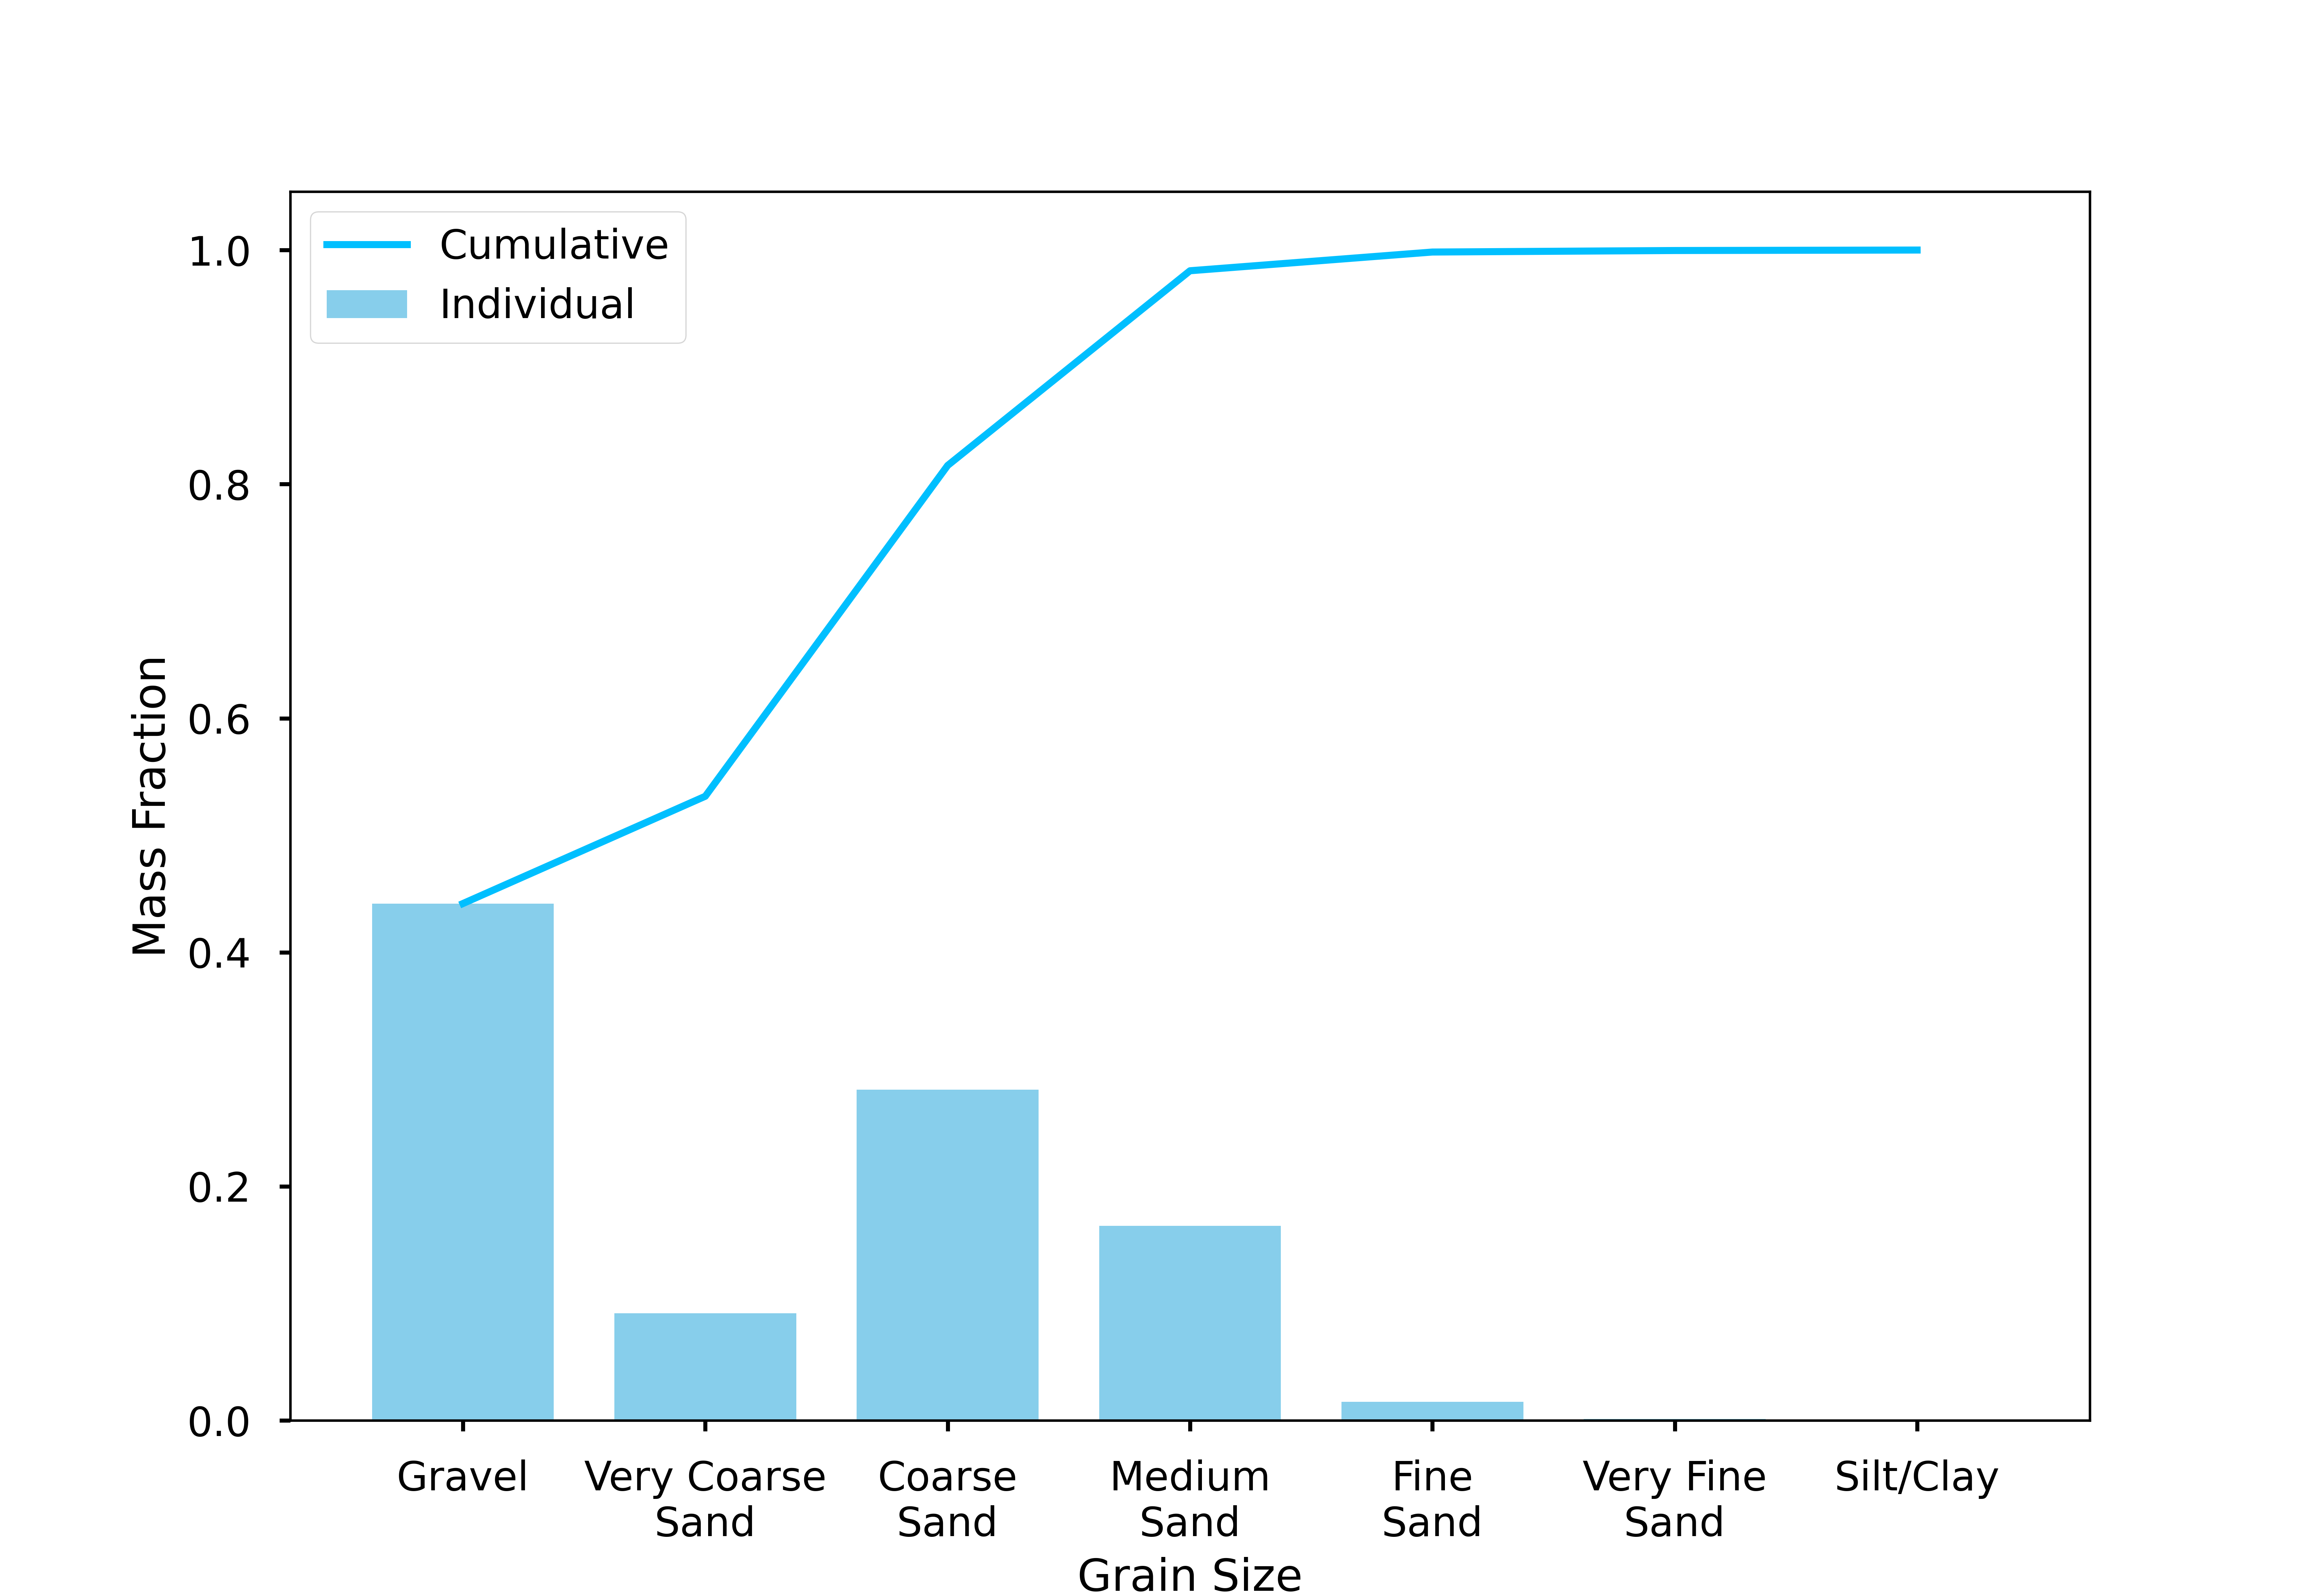 Cumulative
Individual
1.0
0.8
0.6
0.4
0.2
0.0
Mass Fraction
Gravel
Very Coarse
Sand
Coarse
Sand
Medium
Sand
Fine
Sand
Very Fine
Sand
Silt/Clay
Grain Size